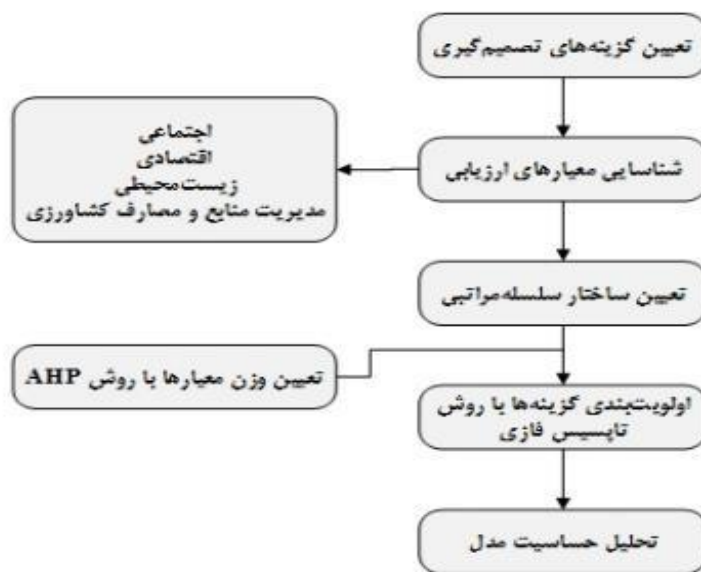 تعیین گزینه‌های تصمیم‌گیری
شناسایی معیارهای ارزیابی
اجتماعی
اقتصادی
زیست‌محیطی
مدیریت منابع و مصارف کشاورزی
تعیین ساختار سلسله‌مراتبی
تعیین وزن معیارها با روش AHP
اولویت‌بندی گزینه‌ها با روش
تاپسیس فازی
تحلیل حساسیت مدل